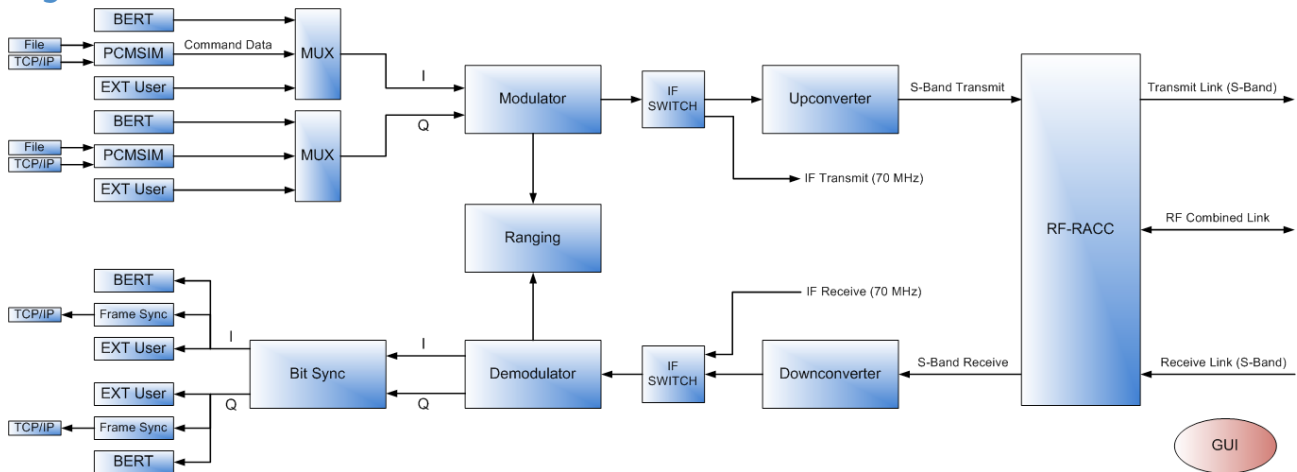 BERT
File
TCP/IP
PCMSIM
Command Data
MUX
EXT User
I
Modulator
IF
SWITCH
Upconverter
S-Band Transmit
RF-RACC
Transmit Link (S-Band)
BERT
File
TCP/IP
PCMSIM
MUX
Q
EXT User
IF Transmit (70 MHz)
Ranging
RF Combined Link
BERT
TCP/IP
Frame Sync
EXT User
I
Bit Sync
I
Demodulator
IF
SWITCH
IF Receive (70 MHz)
Downconverter
S-Band Receive
Receive Link (S-Band)
EXT User
Q
Q
TCP/IP
Frame Sync
BERT
GUI